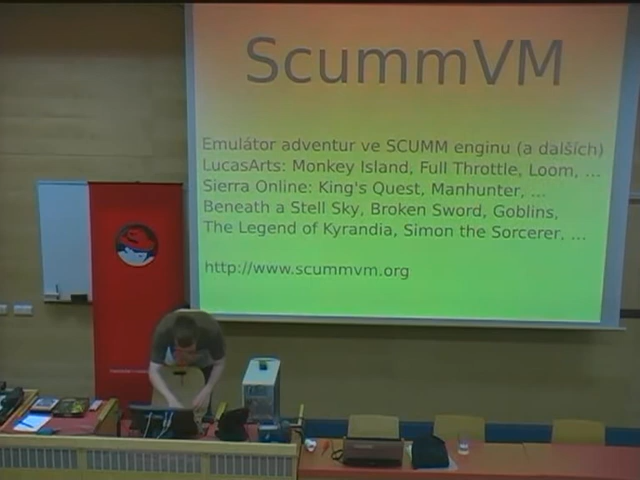 ScummVM
Emulátor adventur ve SCUMM enginu (a dalších)
LucasArts: Monkey Island, Full Throttle, Loom, ...
Sierra Online: King's Quest, Manhunter, ...
Beneath a Stell Sky, Broken Sword, Goblins,
The Legend of Kyrandia, Simon the Sorcerer, ...
http://www.scummvm.org